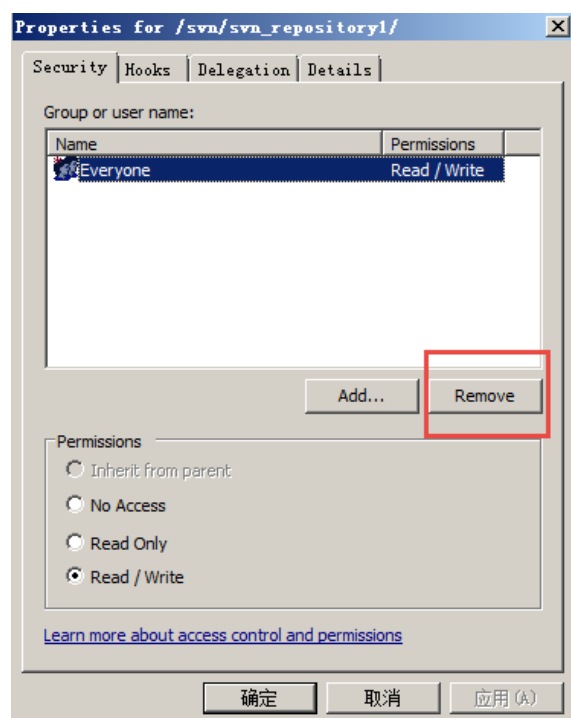 Properties for /svn/svn_repository1/
Security Hooks Delegation Details
Group or user name:
Name Permissions
Everyone Read / Write
Add... Remove
Permissions
Inherit from parent
No Access
Read Only
Read / Write
Learn more about access control and permissions
确定 取消 应用(A)